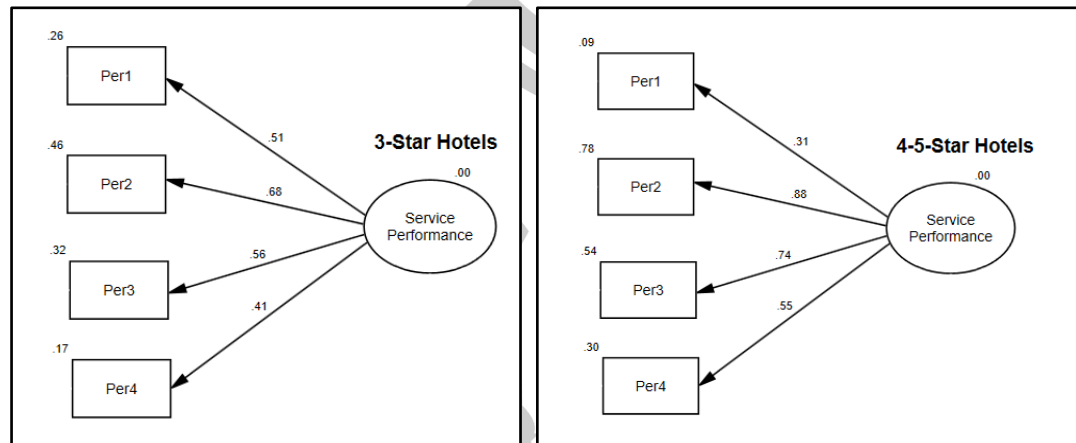 .26
Per1
.51
3-Star Hotels
.46
.00
Per2
.68
Service
Performance
.32
.56
Per3
.41
.17
Per4
.09
Per1
.31
4-5-Star Hotels
.78
.00
Per2
.88
Service
Performance
.54
.74
Per3
.55
.30
Per4